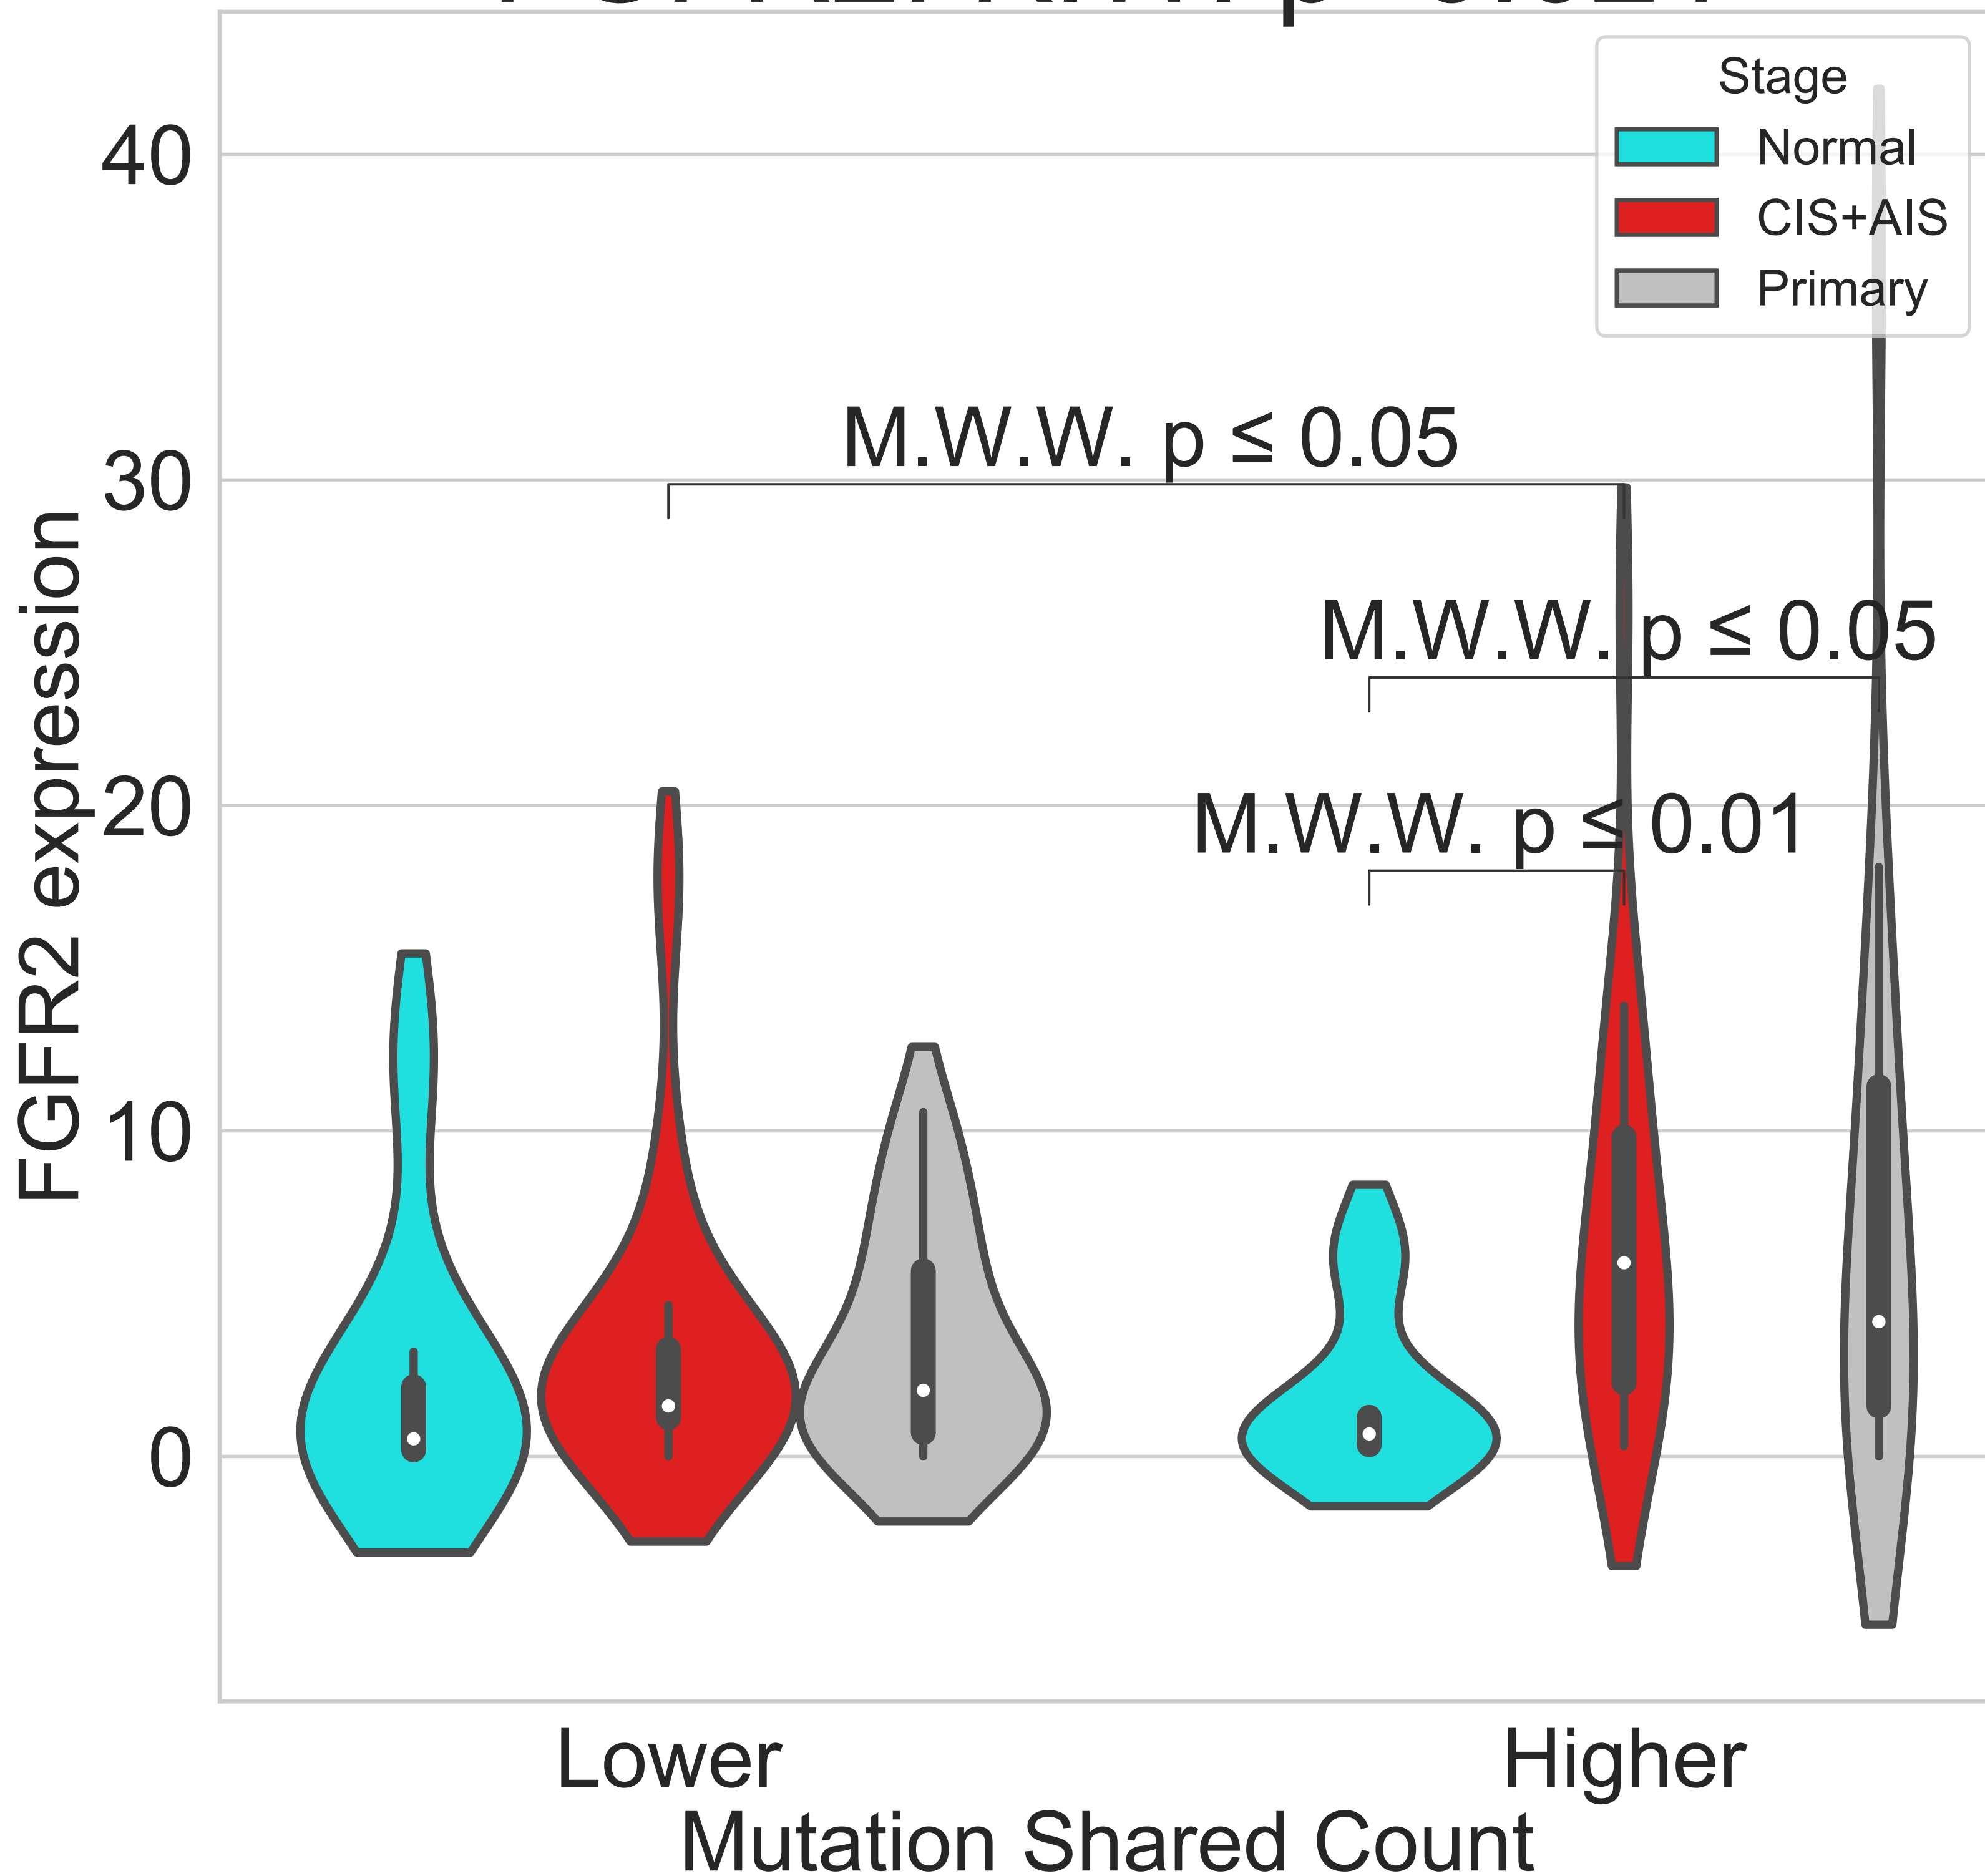 Stage
Normal
CIS+AIS
Primary
40
30
20
10
0
FGFR2 expression
M.W.W. p ≤ 0.05
M.W.W. p ≤ 0.05
M.W.W. p ≤ 0.01
Lower
Higher
Mutation Shared Count